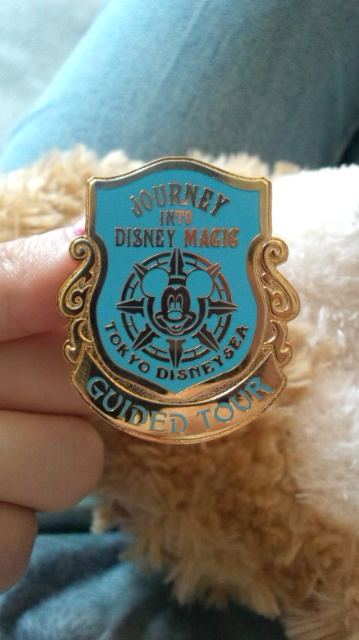 JOURNEY
INTO
DISNEY MAGIC
TOKYO DISNEYSEA
GUIDED TOUR